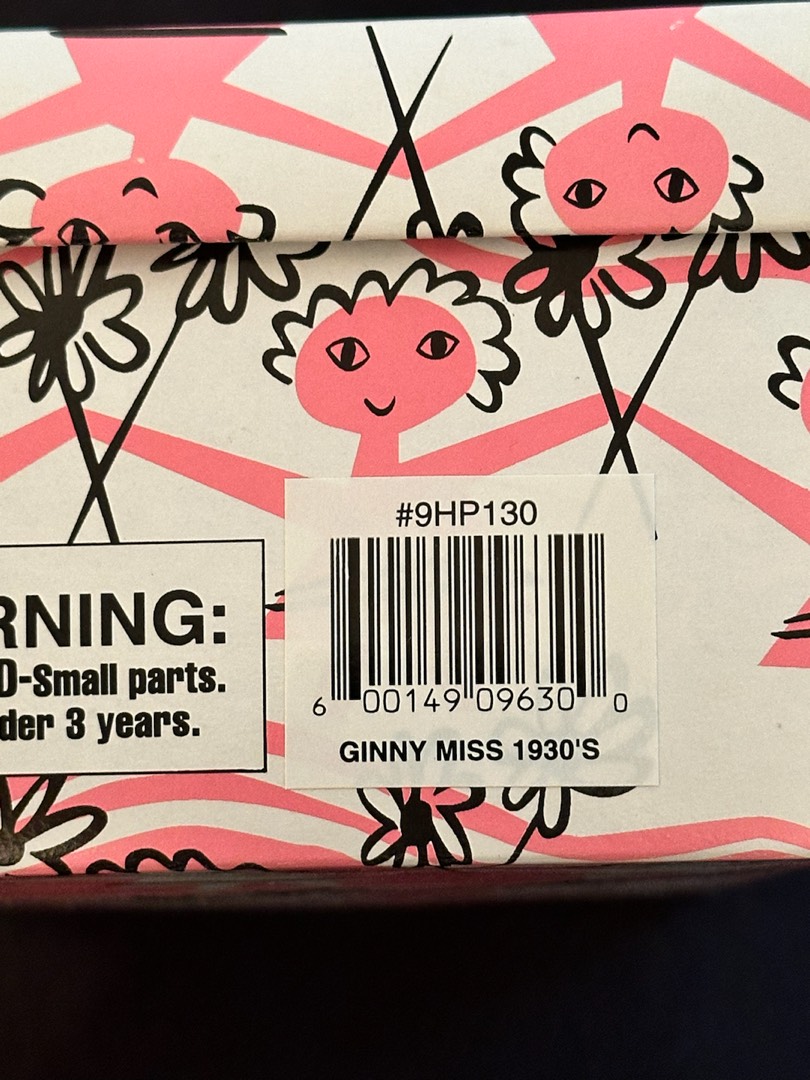 #9HP130
6 00149 09630 0
GINNY MISS 1930'S
RNING:
-Small parts.
der 3 years.